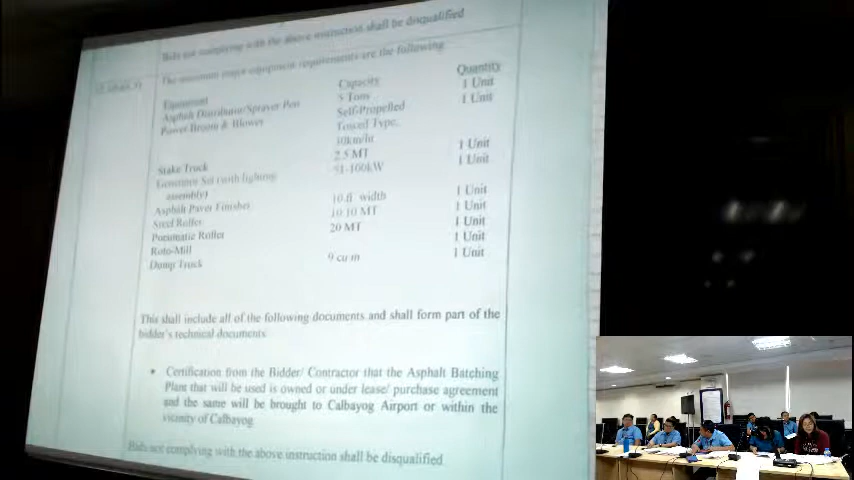 Bids not complying with the above instruction shall be disqualified
The minimum major equipment requirements are the following
Equipment Capacity Quantity
Asphalt Distributor/Sprayer Pen 5 Tons 1 Unit
Power Broom & Blower Self-Propelled 1 Unit
Towed Type,
30km/hr
Stake Truck 2.5 MT 1 Unit
Generator Set (with lighting 51-100kW 1 Unit
assembly)
Asphalt Paver Finisher 10 ft. width 1 Unit
Steel Roller 10 MT 1 Unit
Pneumatic Roller 20 MT 1 Unit
Roto-Mill 1 Unit
Dump Truck 9 cu m 1 Unit
This shall include all of the following documents and shall form part of the
bidder's technical documents
• Certification from the Bidder/ Contractor that the Asphalt Batching
Plant that will be used is owned or under lease/ purchase agreement
and the same will be brought to Calbayog Airport or within the
vicinity of Calbayog
Bids not complying with the above instruction shall be disqualified